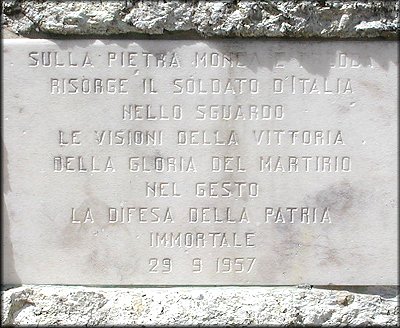 SULLA PIETRA
RISORGE IL SOLDATO D'ITALIA
NELLO SGUARDO
LE VISIONI DELLA VITTORIA
DELLA GLORIA DEL MARTIRIO
NEL GESTO
LA DIFESA DELLA PATRIA
IMMORTALE
29 9 1957